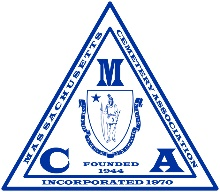 MASSACHUSETTS
CEMETERY ASSOCIATION
M
C A
FOUNDED
1944
INCORPORATED 1970